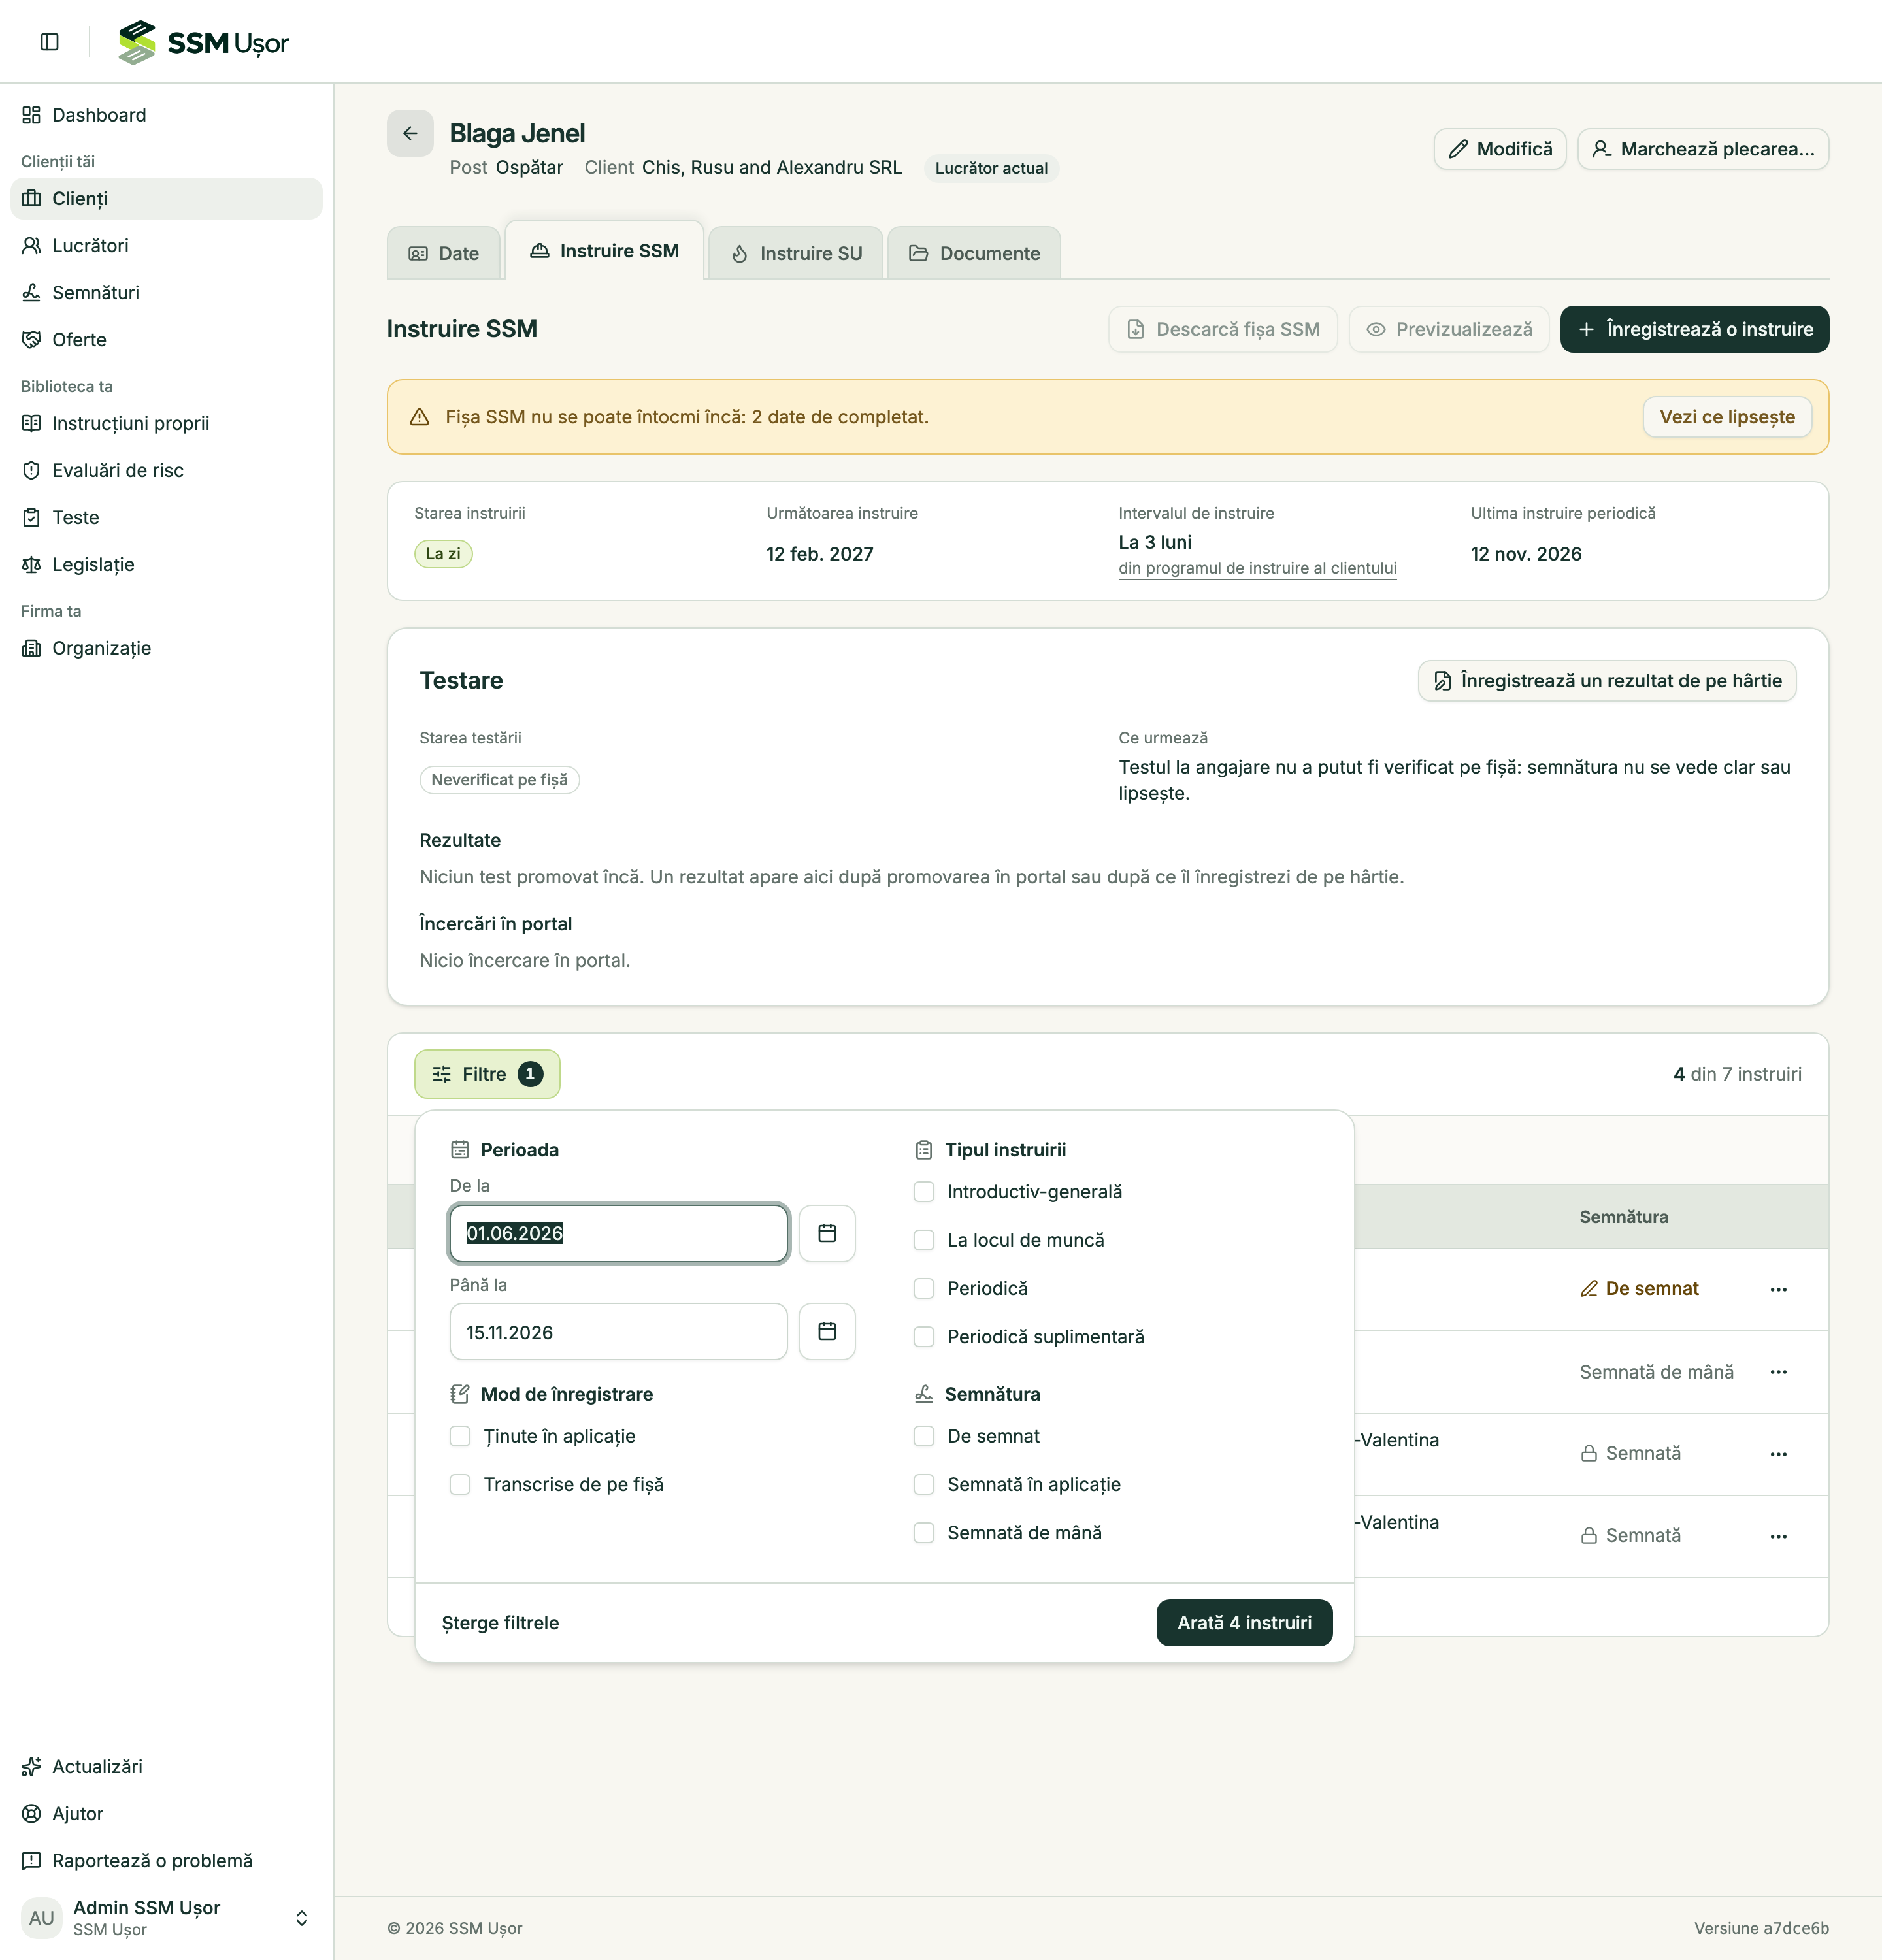 SSM Ușor
Dashboard
Clienții tăi
Clienți
Lucrători
Semnături
Oferte
Biblioteca ta
Instrucțiuni proprii
Evaluări de risc
Teste
Legislație
Firma ta
Organizație
Actualizări
Ajutor
Raportează o problemă
AU
Admin SSM Ușor
SSM Ușor
Blaga Jenel
Post Ospătar Client Chis, Rusu and Alexandru SRL Lucrător actual
Modifică
Marchează plecarea...
Date
Instruire SSM
Instruire SU
Documente
Instruire SSM
Descarcă fișa SSM
Previzualizează
Înregistrează o instruire
Fișa SSM nu se poate întocmi încă: 2 date de completat.
Vezi ce lipsește
Starea instruirii
La zi
Următoarea instruire
12 feb. 2027
Intervalul de instruire
La 3 luni
din programul de instruire al clientului
Ultima instruire periodică
12 nov. 2026
Testare
Înregistrează un rezultat de pe hârtie
Starea testării
Neverificat pe fișă
Ce urmează
Testul la angajare nu a putut fi verificat pe fișă: semnătura nu se vede clar sau
lipsește.
Rezultate
Niciun test promovat încă. Un rezultat apare aici după promovarea în portal sau după ce îl înregistrezi de pe hârtie.
Încercări în portal
Nicio încercare în portal.
Filtre 1
4 din 7 instruiri
Perioada
De la
01.06.2026
Până la
15.11.2026
Mod de înregistrare
Ținute în aplicație
Transcrise de pe fișă
Tipul instruirii
Introductiv-generală
La locul de muncă
Periodică
Periodică suplimentară
Semnătura
De semnat
Semnată în aplicație
Semnată de mână
Șterge filtrele
Arată 4 instruiri
Semnătura
De semnat
Semnată de mână
-Valentina
Semnată
-Valentina
Semnată
© 2026 SSM Ușor
Versiune a7dce6b